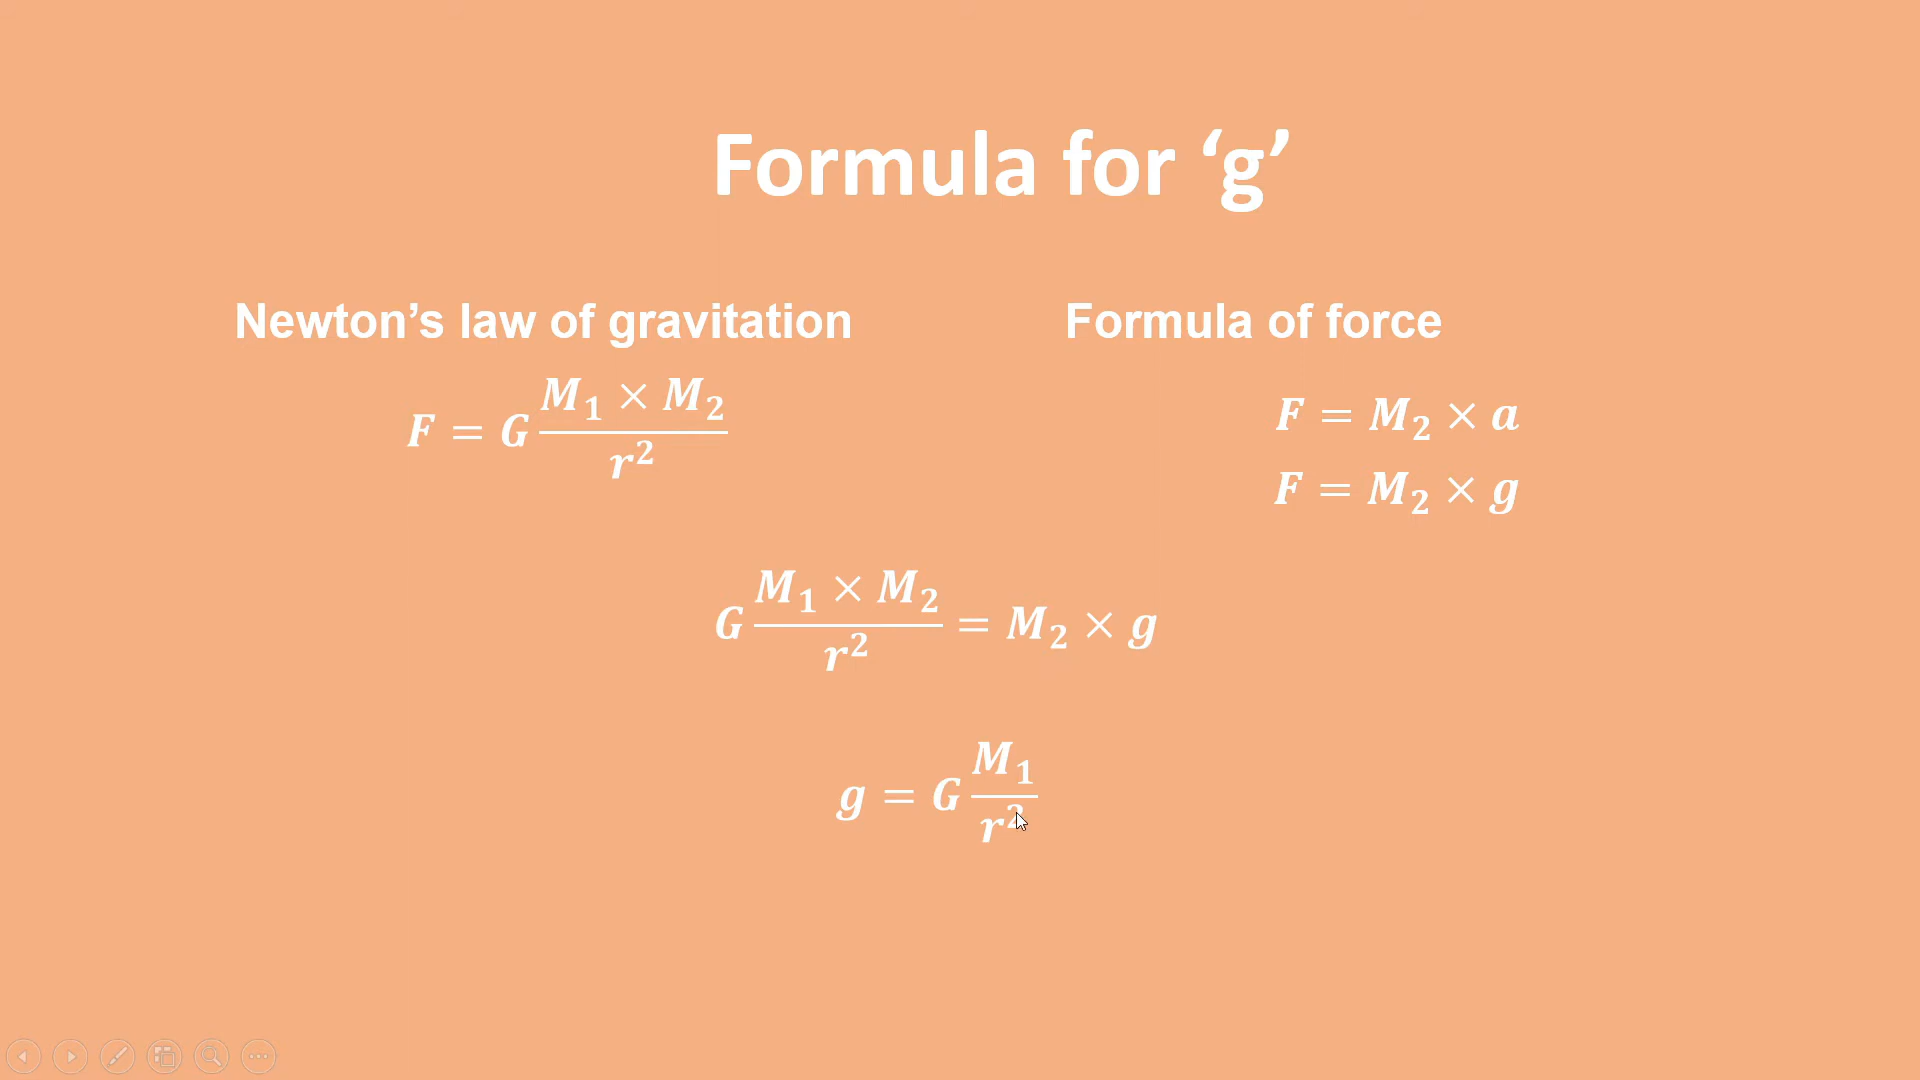 Formula for ‘g’
Newton’s law of gravitation
F = G (M₁ × M₂) / r²
Formula of force
F = M₂ × a
F = M₂ × g
G (M₁ × M₂) / r² = M₂ × g
g = G M₁ / r²